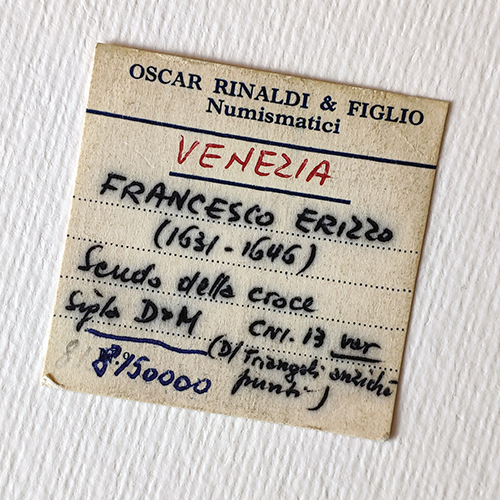 OSCAR RINALDI & FIGLIO
Numismatici
VENEZIA
FRANCESCO ERIZZO
(1631-1646)
Scudo della croce
Sigla D*M CNI. 13 var
(D/ Triangoli anziché
punti)
150000